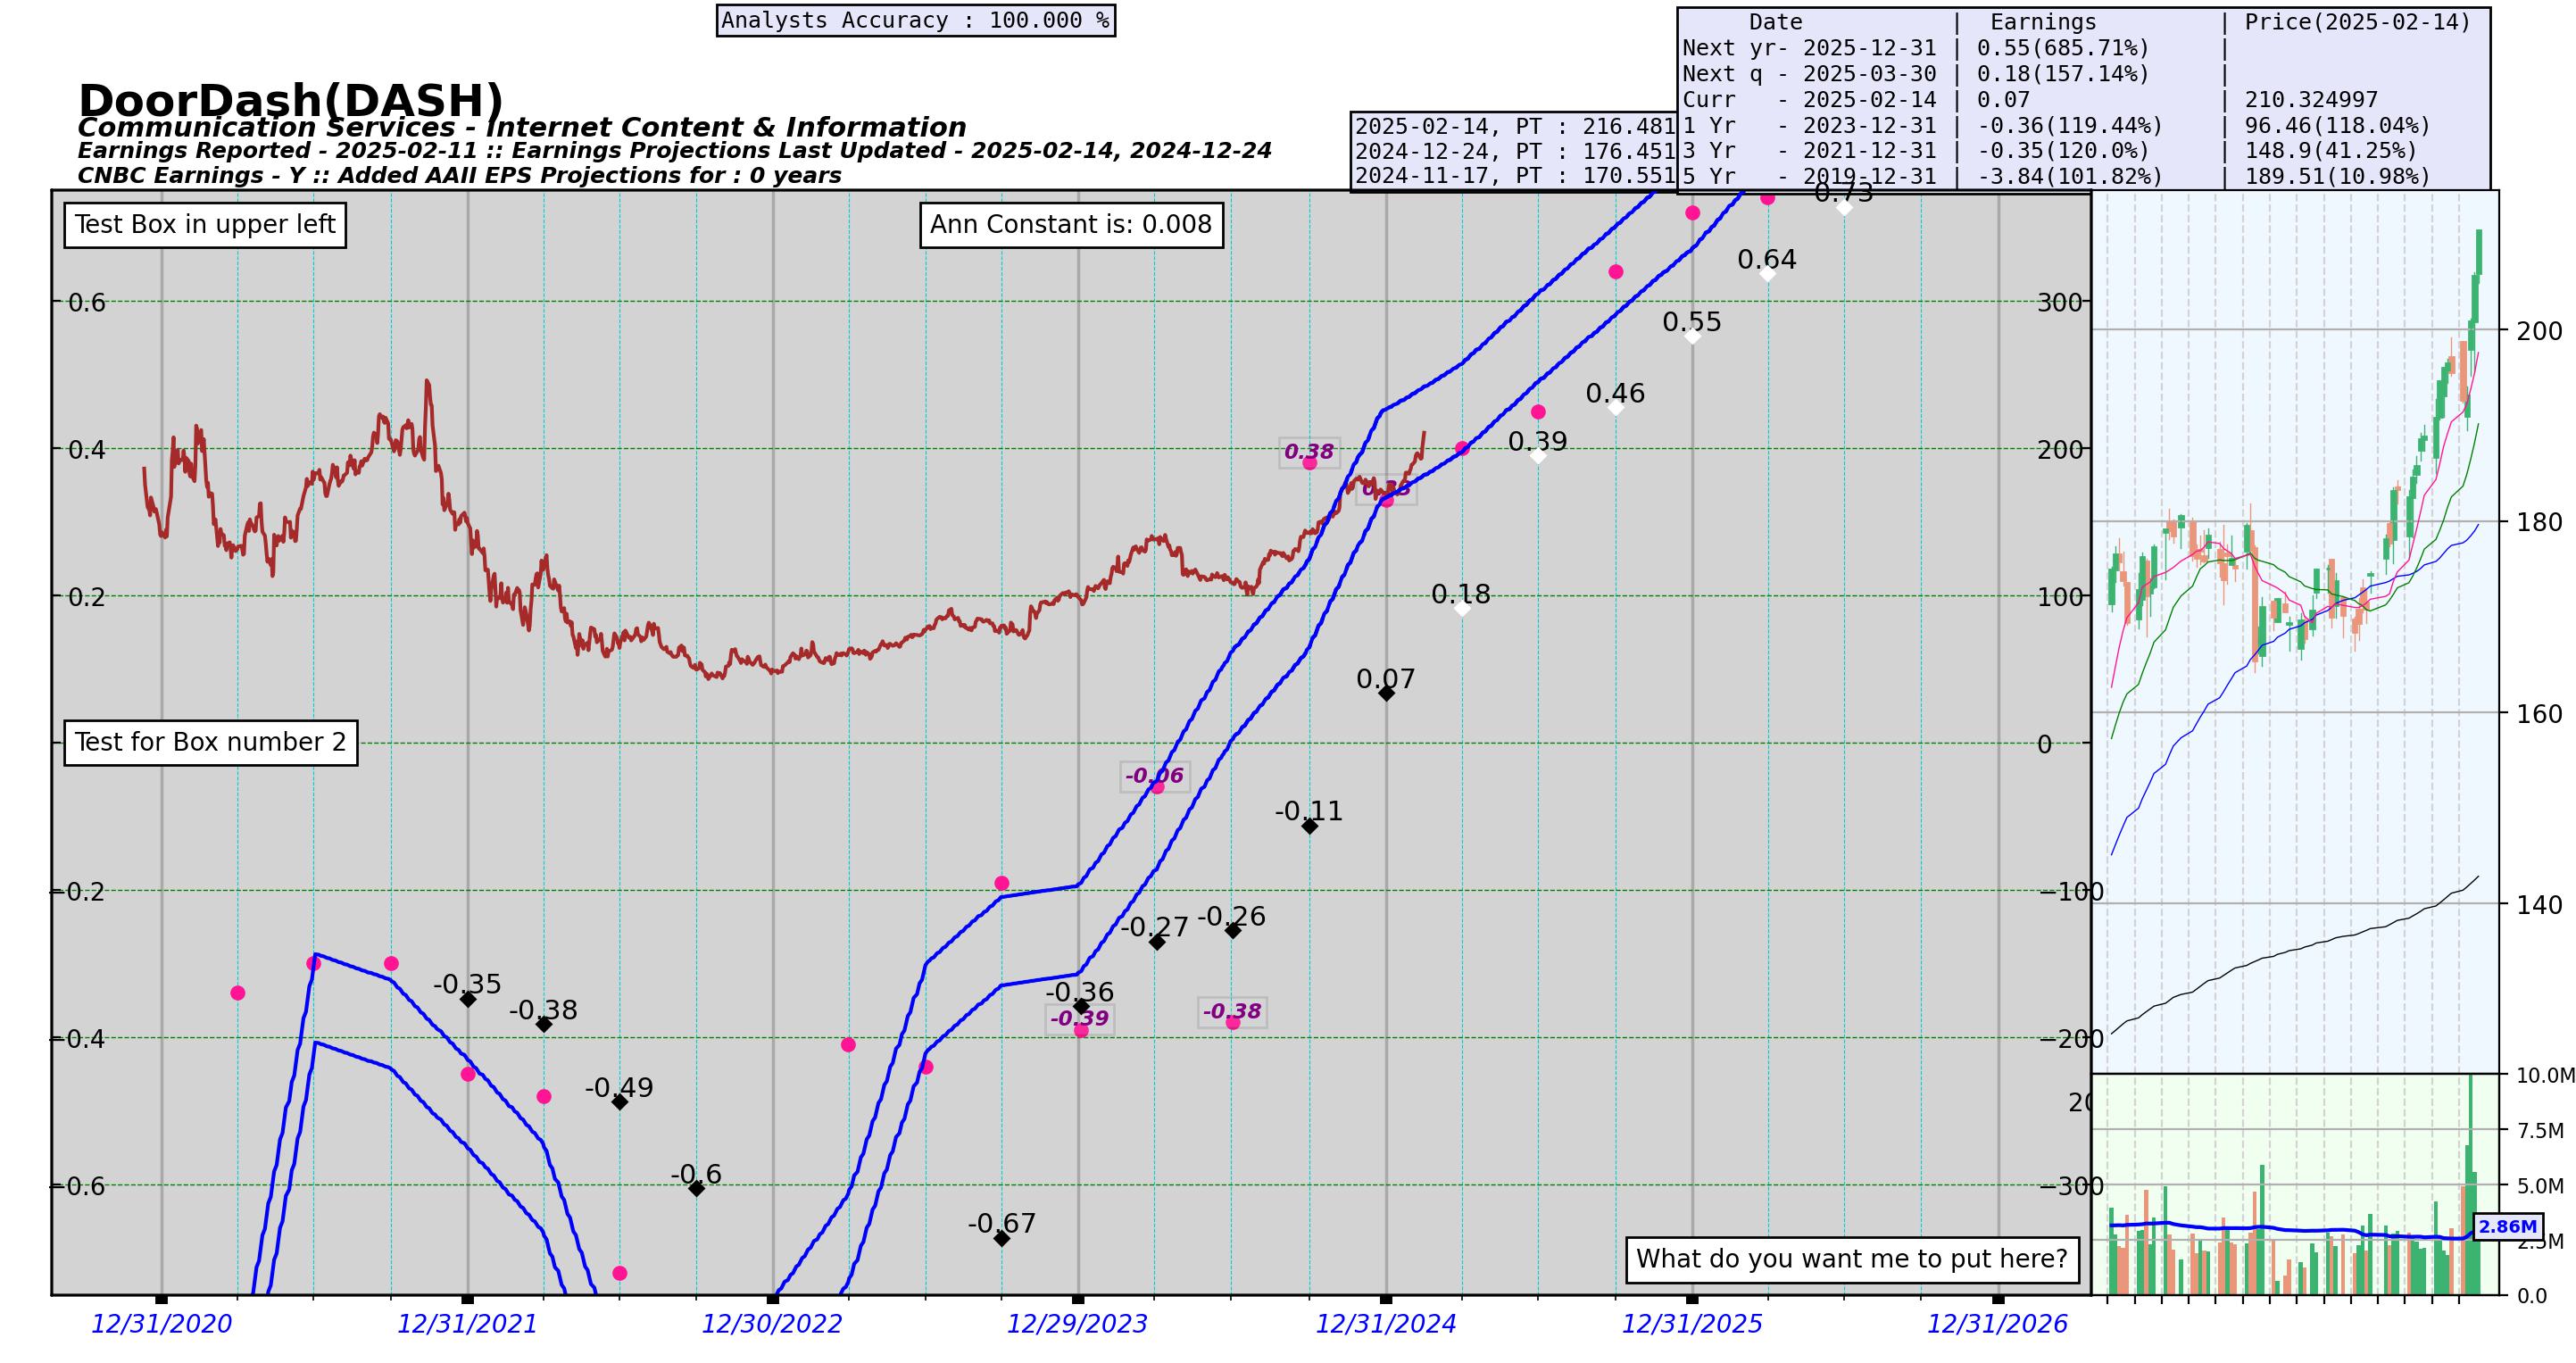 Analysts Accuracy : 100.000 %
Date | Earnings | Price(2025-02-14)
Next yr- 2025-12-31 | 0.55(685.71%) |
Next q - 2025-03-30 | 0.18(157.14%) |
Curr - 2025-02-14 | 0.07 | 210.324997
1 Yr - 2023-12-31 | -0.36(119.44%) | 96.46(118.04%)
3 Yr - 2021-12-31 | -0.35(120.0%) | 148.9(41.25%)
5 Yr - 2019-12-31 | -3.84(101.82%) | 189.51(10.98%)
DoorDash(DASH)
Communication Services - Internet Content & Information
Earnings Reported - 2025-02-11 :: Earnings Projections Last Updated - 2025-02-14, 2024-12-24
CNBC Earnings - Y :: Added AAII EPS Projections for : 0 years
2025-02-14, PT : 216.481
2024-12-24, PT : 176.451
2024-11-17, PT : 170.551
Test Box in upper left
Ann Constant is: 0.008
0.73
0.64
0.6
300
0.55
200
0.46
0.4
0.38
0.39
200
0.33
180
0.2
0.18
100
0.07
160
Test for Box number 2
0
-0.06
-0.11
−0.2
−100
140
-0.27
-0.26
-0.35
-0.38
-0.36
-0.39
-0.38
−0.4
−200
10.0M
-0.49
20
7.5M
-0.6
−0.6
−300
5.0M
-0.67
2.86M
2.5M
What do you want me to put here?
0.0
12/31/2020
12/31/2021
12/30/2022
12/29/2023
12/31/2024
12/31/2025
12/31/2026